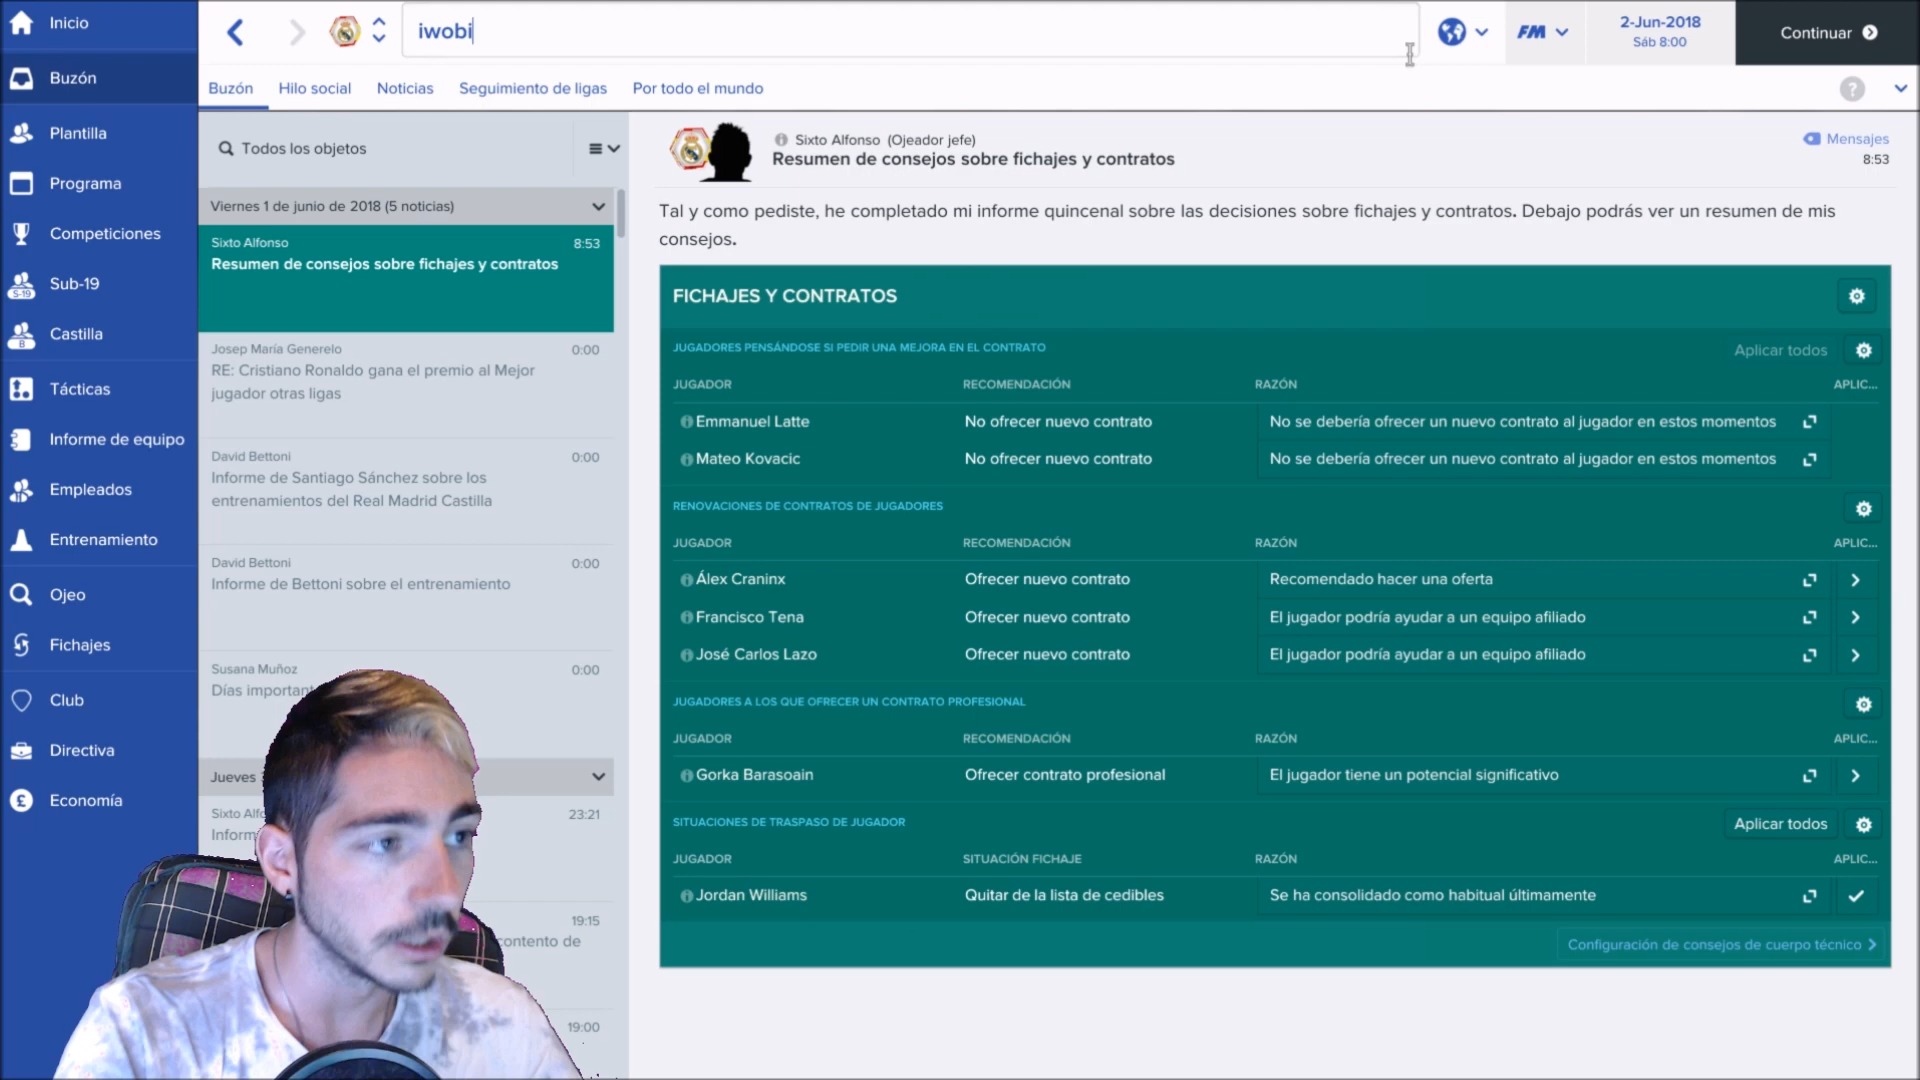 Inicio
Buzón
Plantilla
Programa
Competiciones
Sub-19
S-19
Castilla
B
Tácticas
Informe de equipo
Empleados
Entrenamiento
Ojeo
Fichajes
Club
Directiva
Economía
iwobi
FM
2-Jun-2018
Sáb 8:00
Continuar
Buzón Hilo social Noticias Seguimiento de ligas Por todo el mundo
?
Todos los objetos
Viernes 1 de junio de 2018 (5 noticias)
Sixto Alfonso 8:53
Resumen de consejos sobre fichajes y contratos
Josep María Generelo 0:00
RE: Cristiano Ronaldo gana el premio al Mejor
jugador otras ligas
David Bettoni 0:00
Informe de Santiago Sánchez sobre los
entrenamientos del Real Madrid Castilla
David Bettoni 0:00
Informe de Bettoni sobre el entrenamiento
Susana Muñoz 0:00
Días important
Jueves
Sixto Alfo 23:21
Inform
19:15
contento de
19:00
Sixto Alfonso (Ojeador jefe)
Resumen de consejos sobre fichajes y contratos
Mensajes
8:53
Tal y como pediste, he completado mi informe quincenal sobre las decisiones sobre fichajes y contratos. Debajo podrás ver un resumen de mis
consejos.
FICHAJES Y CONTRATOS
JUGADORES PENSÁNDOSE SI PEDIR UNA MEJORA EN EL CONTRATO Aplicar todos
JUGADOR RECOMENDACIÓN RAZÓN APLIC...
Emmanuel Latte No ofrecer nuevo contrato No se debería ofrecer un nuevo contrato al jugador en estos momentos
Mateo Kovacic No ofrecer nuevo contrato No se debería ofrecer un nuevo contrato al jugador en estos momentos
RENOVACIONES DE CONTRATOS DE JUGADORES
JUGADOR RECOMENDACIÓN RAZÓN APLIC...
Álex Craninx Ofrecer nuevo contrato Recomendado hacer una oferta
Francisco Tena Ofrecer nuevo contrato El jugador podría ayudar a un equipo afiliado
José Carlos Lazo Ofrecer nuevo contrato El jugador podría ayudar a un equipo afiliado
JUGADORES A LOS QUE OFRECER UN CONTRATO PROFESIONAL
JUGADOR RECOMENDACIÓN RAZÓN APLIC...
Gorka Barasoain Ofrecer contrato profesional El jugador tiene un potencial significativo
SITUACIONES DE TRASPASO DE JUGADOR Aplicar todos
JUGADOR SITUACIÓN FICHAJE RAZÓN APLIC...
Jordan Williams Quitar de la lista de cedibles Se ha consolidado como habitual últimamente
Configuración de consejos de cuerpo técnico